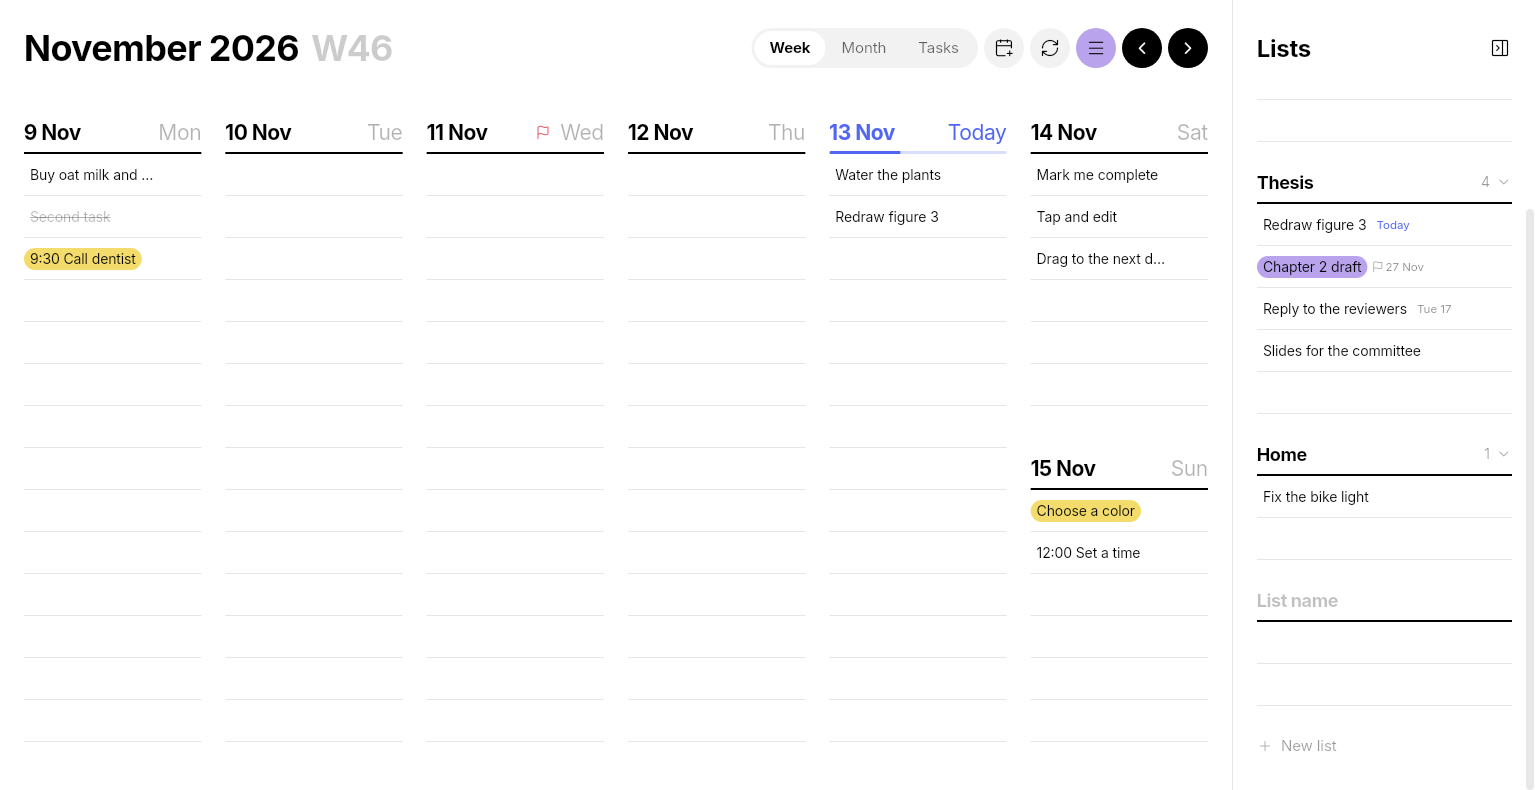 November 2026 W46
Week Month Tasks
9 Nov Mon
Buy oat milk and ...
Second task
9:30 Call dentist
10 Nov Tue
11 Nov Wed
12 Nov Thu
13 Nov Today
Water the plants
Redraw figure 3
14 Nov Sat
Mark me complete
Tap and edit
Drag to the next d...
15 Nov Sun
Choose a color
12:00 Set a time
Lists
Thesis 4
Redraw figure 3 Today
Chapter 2 draft 27 Nov
Reply to the reviewers Tue 17
Slides for the committee
Home 1
Fix the bike light
List name
New list